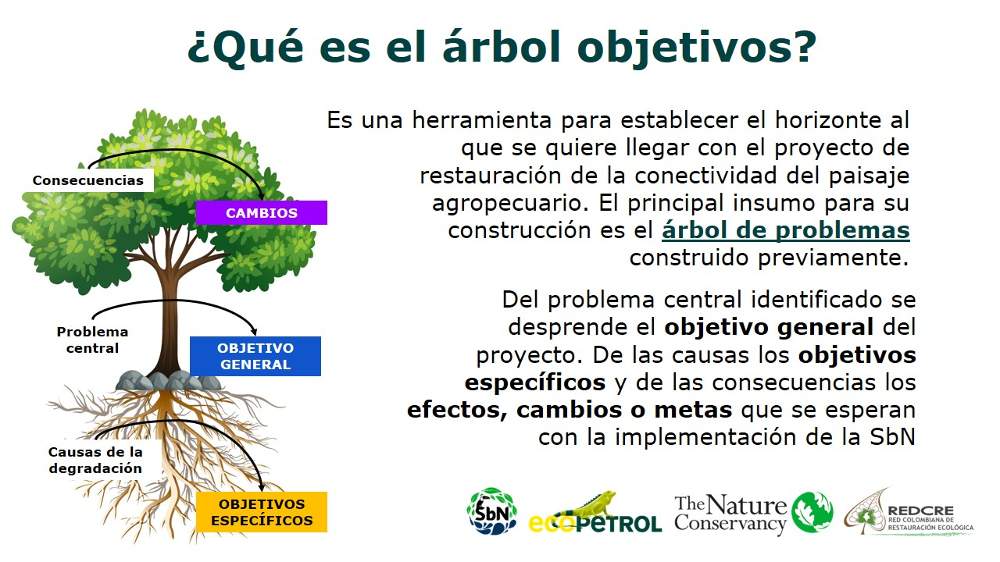 ¿Qué es el árbol objetivos?
Es una herramienta para establecer el horizonte al
que se quiere llegar con el proyecto de
restauración de la conectividad del paisaje
agropecuario. El principal insumo para su
construcción es el árbol de problemas
construido previamente.
Del problema central identificado se
desprende el objetivo general del
proyecto. De las causas los objetivos
específicos y de las consecuencias los
efectos, cambios o metas que se esperan
con la implementación de la SbN
Consecuencias
CAMBIOS
Problema
central
OBJETIVO
GENERAL
Causas de la
degradación
OBJETIVOS
ESPECÍFICOS
SbN
ecopetrol
The Nature
Conservancy
REDCRE
RED COLOMBIANA DE
RESTAURACIÓN ECOLÓGICA